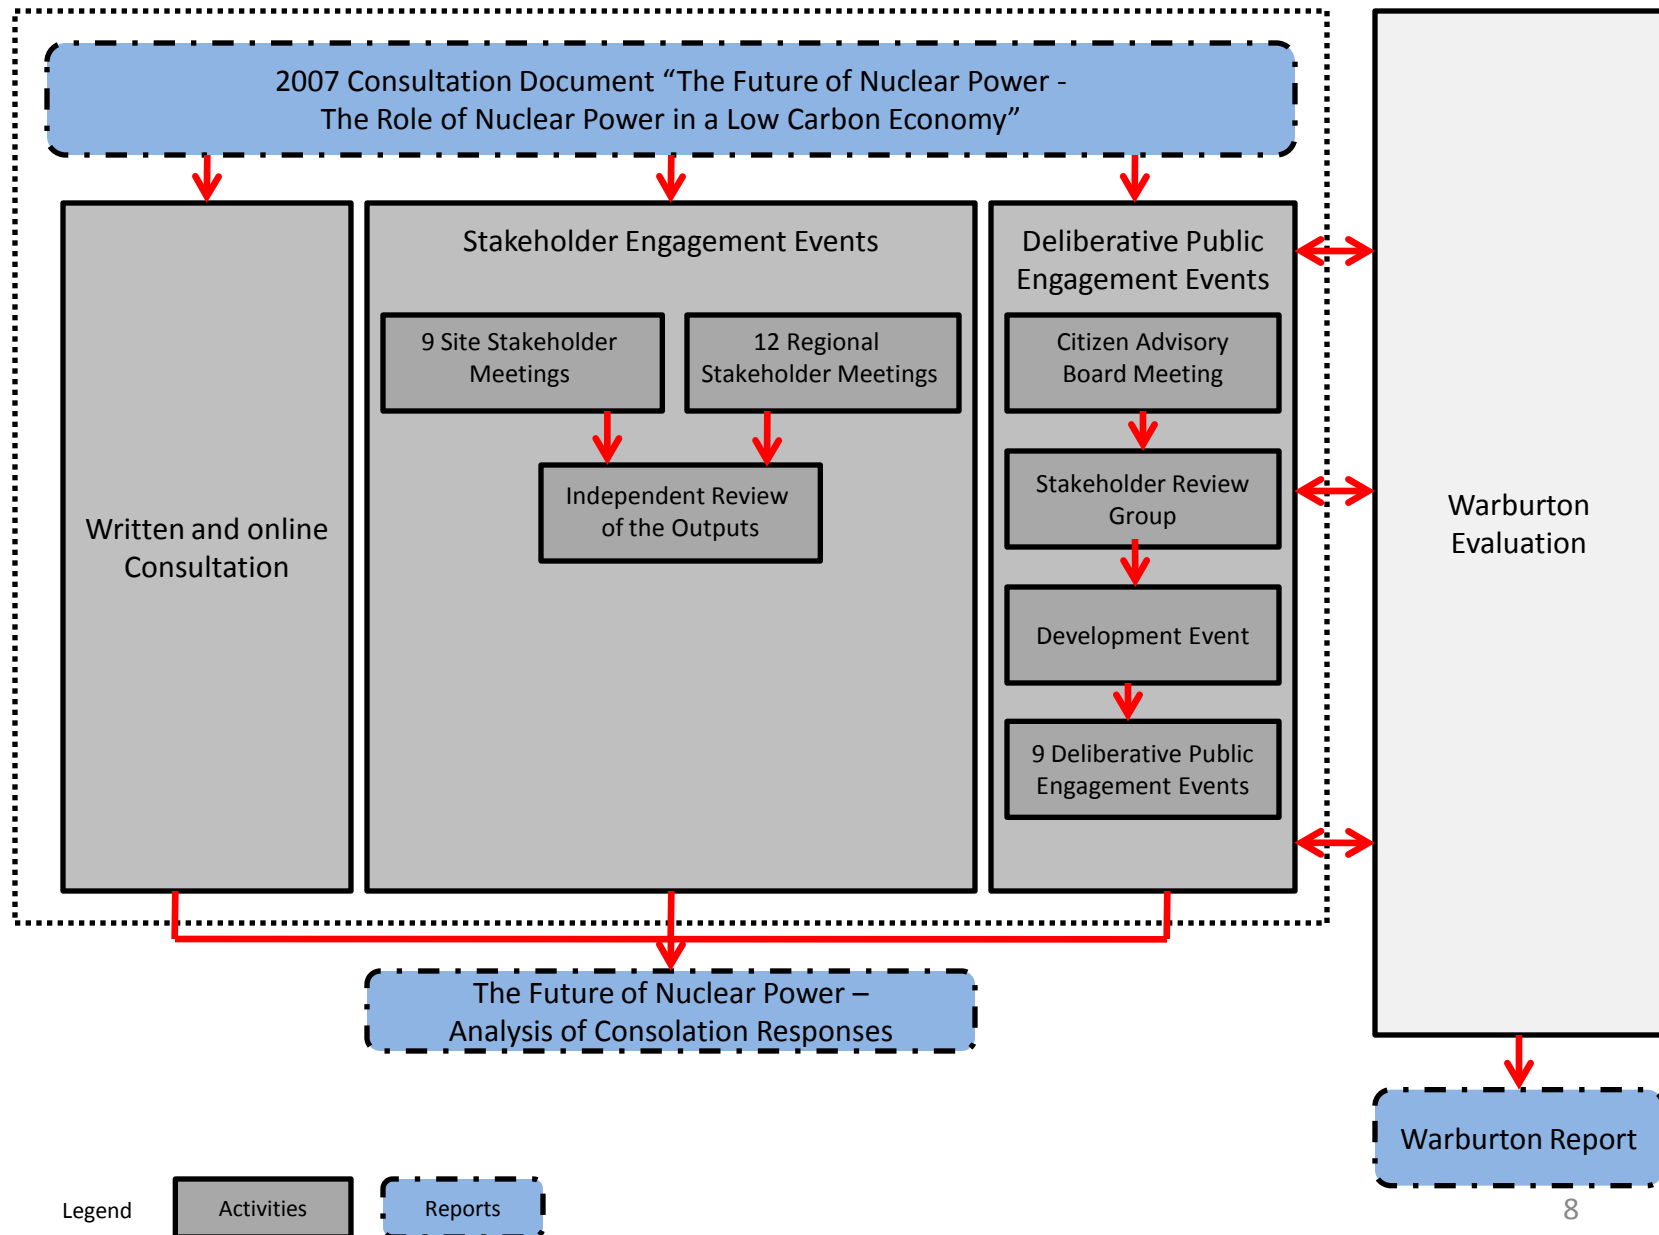 2007 Consultation Document “The Future of Nuclear Power -
The Role of Nuclear Power in a Low Carbon Economy”
Written and online
Consultation
Stakeholder Engagement Events
9 Site Stakeholder
Meetings
12 Regional
Stakeholder Meetings
Independent Review
of the Outputs
Deliberative Public
Engagement Events
Citizen Advisory
Board Meeting
Stakeholder Review
Group
Development Event
9 Deliberative Public
Engagement Events
Warburton
Evaluation
The Future of Nuclear Power –
Analysis of Consolation Responses
Warburton Report
Legend
Activities
Reports
8